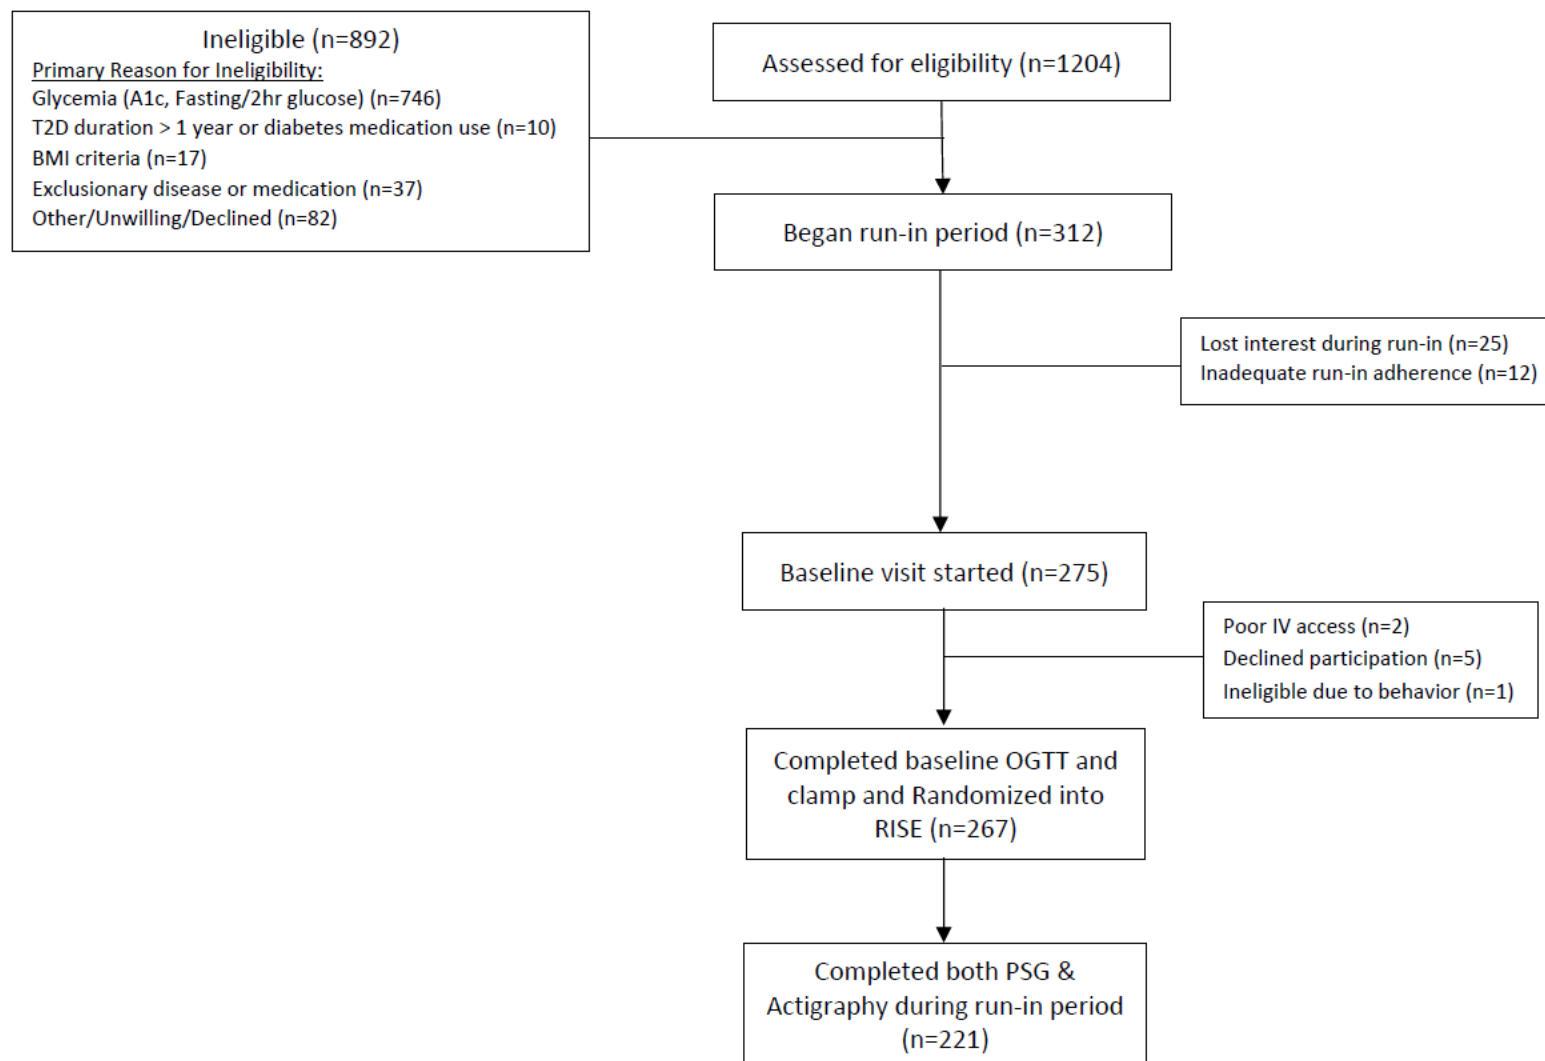 Ineligible (n=892)
Primary Reason for Ineligibility:
Glycemia (A1c, Fasting/2hr glucose) (n=746)
T2D duration > 1 year or diabetes medication use (n=10)
BMI criteria (n=17)
Exclusionary disease or medication (n=37)
Other/Unwilling/Declined (n=82)
Assessed for eligibility (n=1204)
Began run-in period (n=312)
Lost interest during run-in (n=25)
Inadequate run-in adherence (n=12)
Baseline visit started (n=275)
Poor IV access (n=2)
Declined participation (n=5)
Ineligible due to behavior (n=1)
Completed baseline OGTT and
clamp and Randomized into
RISE (n=267)
Completed both PSG &
Actigraphy during run-in period
(n=221)